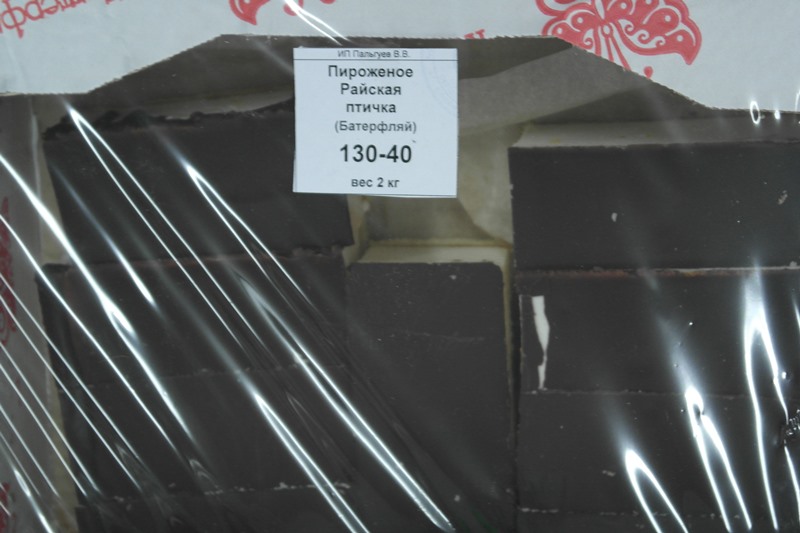 ИП Пальгуев В.В.
Пироженое
Райская
птичка
(Батерфляй)
130-40
вес 2 кг